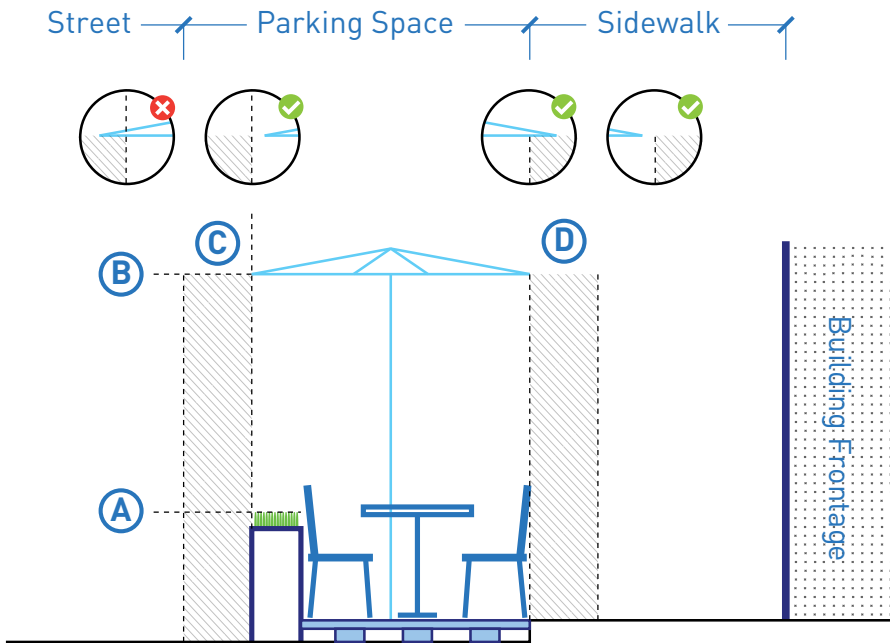 Street
Parking Space
Sidewalk
C
D
B
A
Building Frontage